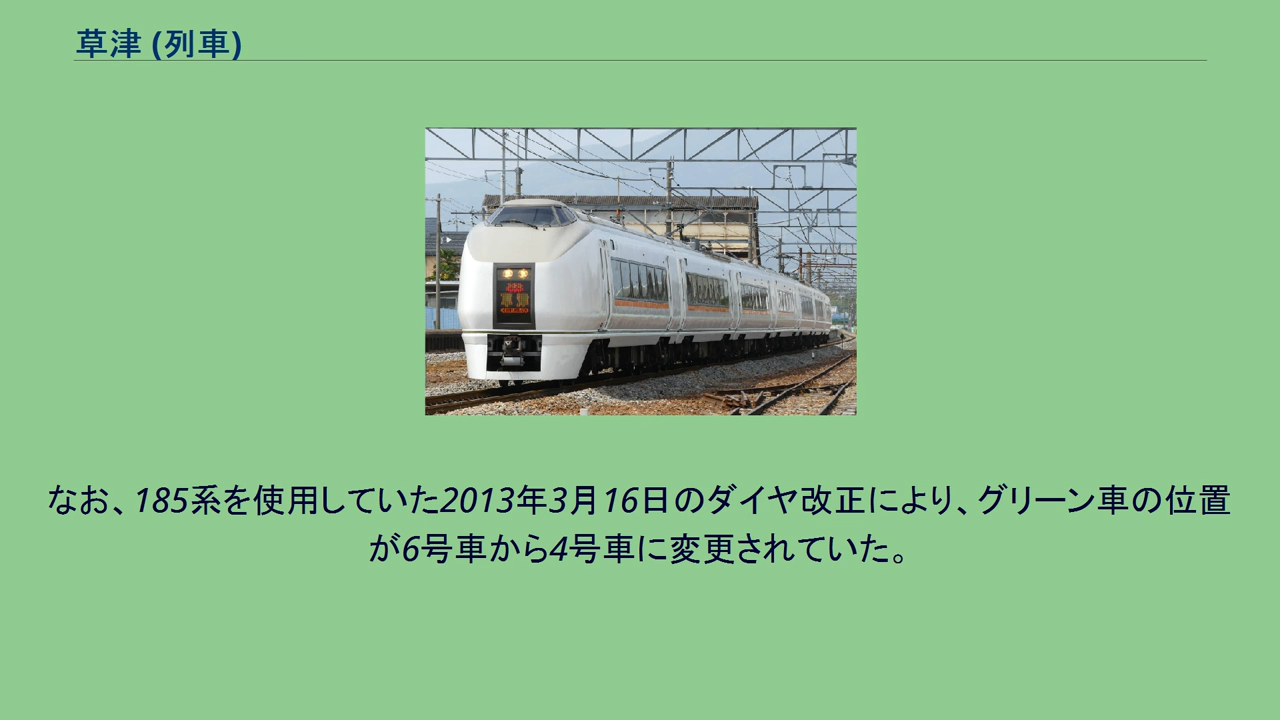 草津 (列車)
なお、185系を使用していた2013年3月16日のダイヤ改正により、グリーン車の位置
が6号車から4号車に変更されていた。